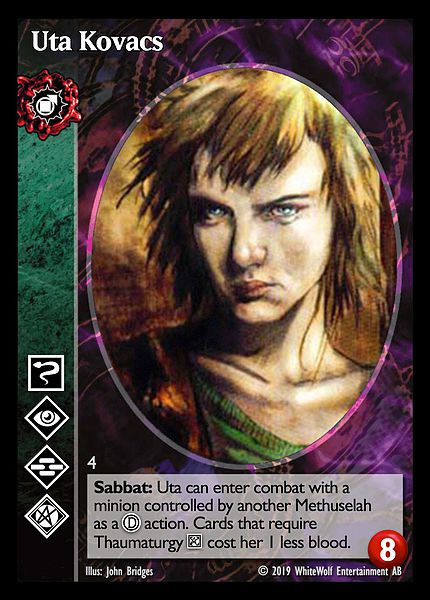 Uta Kovacs
4
Sabbat: Uta can enter combat with a
minion controlled by another Methuselah
as a Ⓓ action. Cards that require
Thaumaturgy cost her 1 less blood.
8
Illus: John Bridges
© 2019 WhiteWolf Entertainment AB